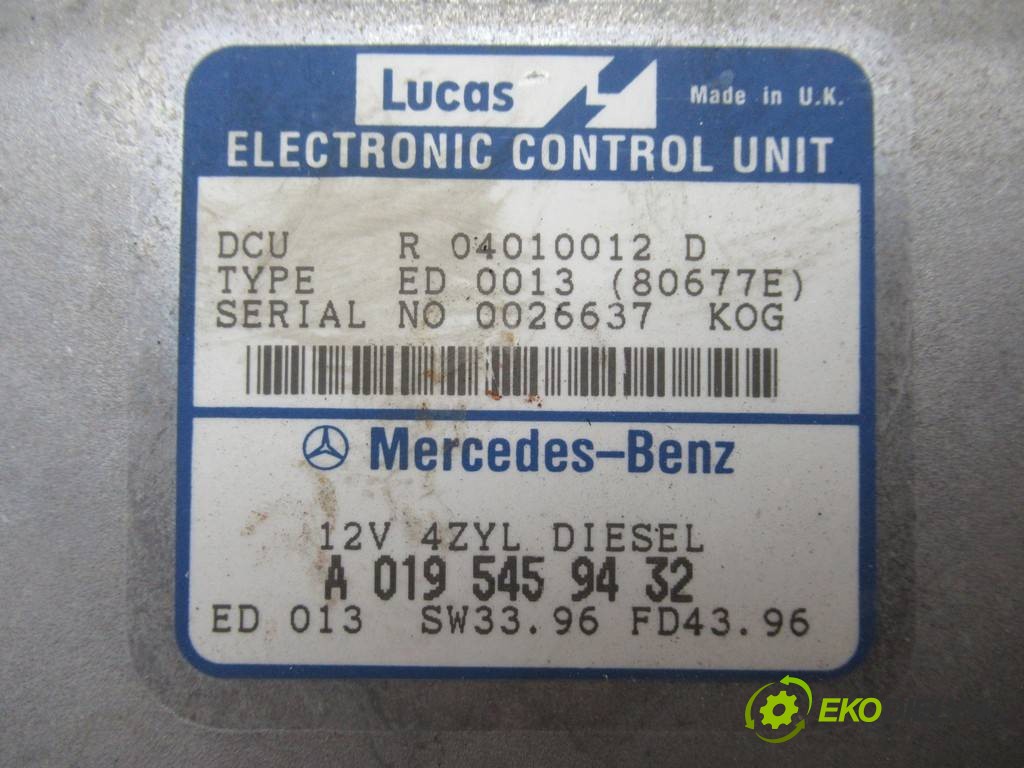 Lucas
Made in U.K.
ELECTRONIC CONTROL UNIT
DCU R 04010012 D
TYPE ED 0013 (80677E)
SERIAL NO 0026637 KOG
Mercedes-Benz
12V 4ZYL DIESEL
A 019 545 94 32
ED 013 SW33.96 FD43.96
EKO